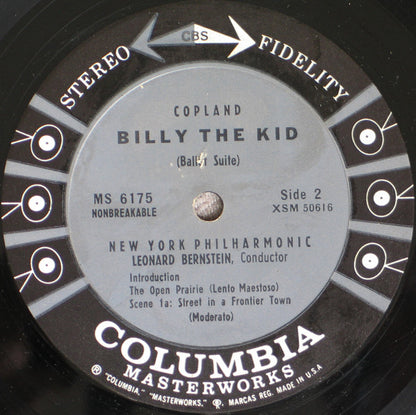 STEREO CBS FIDELITY
COPLAND
BILLY THE KID
(Ballet Suite)
MS 6175
NONBREAKABLE
Side 2
XSM 50616
NEW YORK PHILHARMONIC
LEONARD BERNSTEIN, Conductor
Introduction
The Open Prairie (Lento Maestoso)
Scene 1a: Street in a Frontier Town
(Moderato)
COLUMBIA
MASTERWORKS
® "COLUMBIA," "MASTERWORKS," MARCAS REG. MADE IN U.S.A